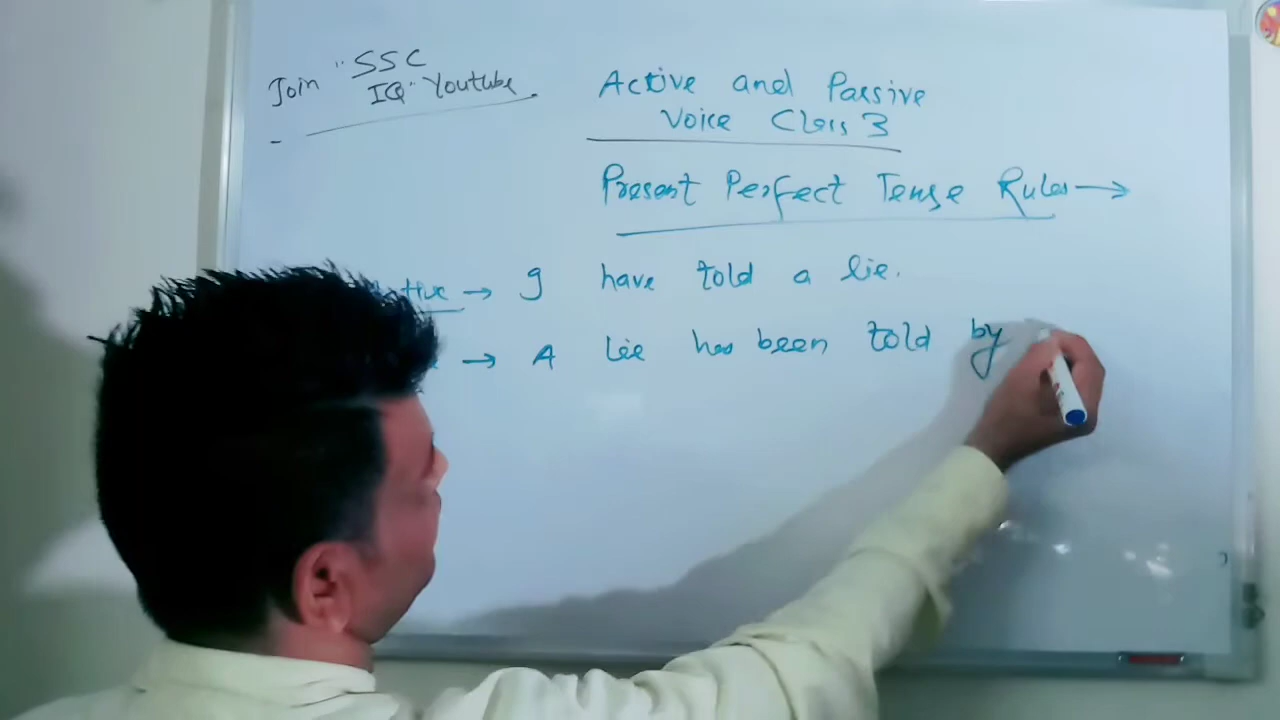 Join "SSC
IQ" Youtube.
Active and Passive
Voice Class 3
Present Perfect Tense Rules →
→ I have told a lie.
→ A Lie has been told by